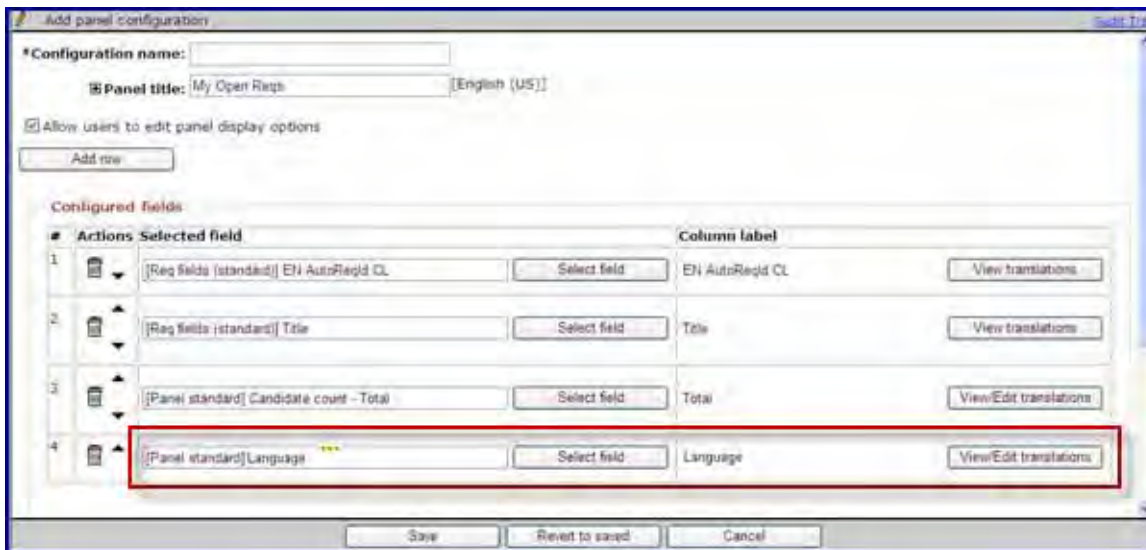 Add panel configuration
*Configuration name:
Panel title: My Open Reqs [[English (US)]]
Allow users to edit panel display options
Add row
Configured fields
# Actions Selected field Column label
1 [Req fields (standard)] EN AutoReqId CL Select field EN AutoReqId CL View translations
2 [Req fields (standard)] Title Select field Title View translations
3 [Panel standard] Candidate count - Total Select field Total View/Edit translations
4 [Panel standard] Language Select field Language View/Edit translations
Save Revert to saved Cancel